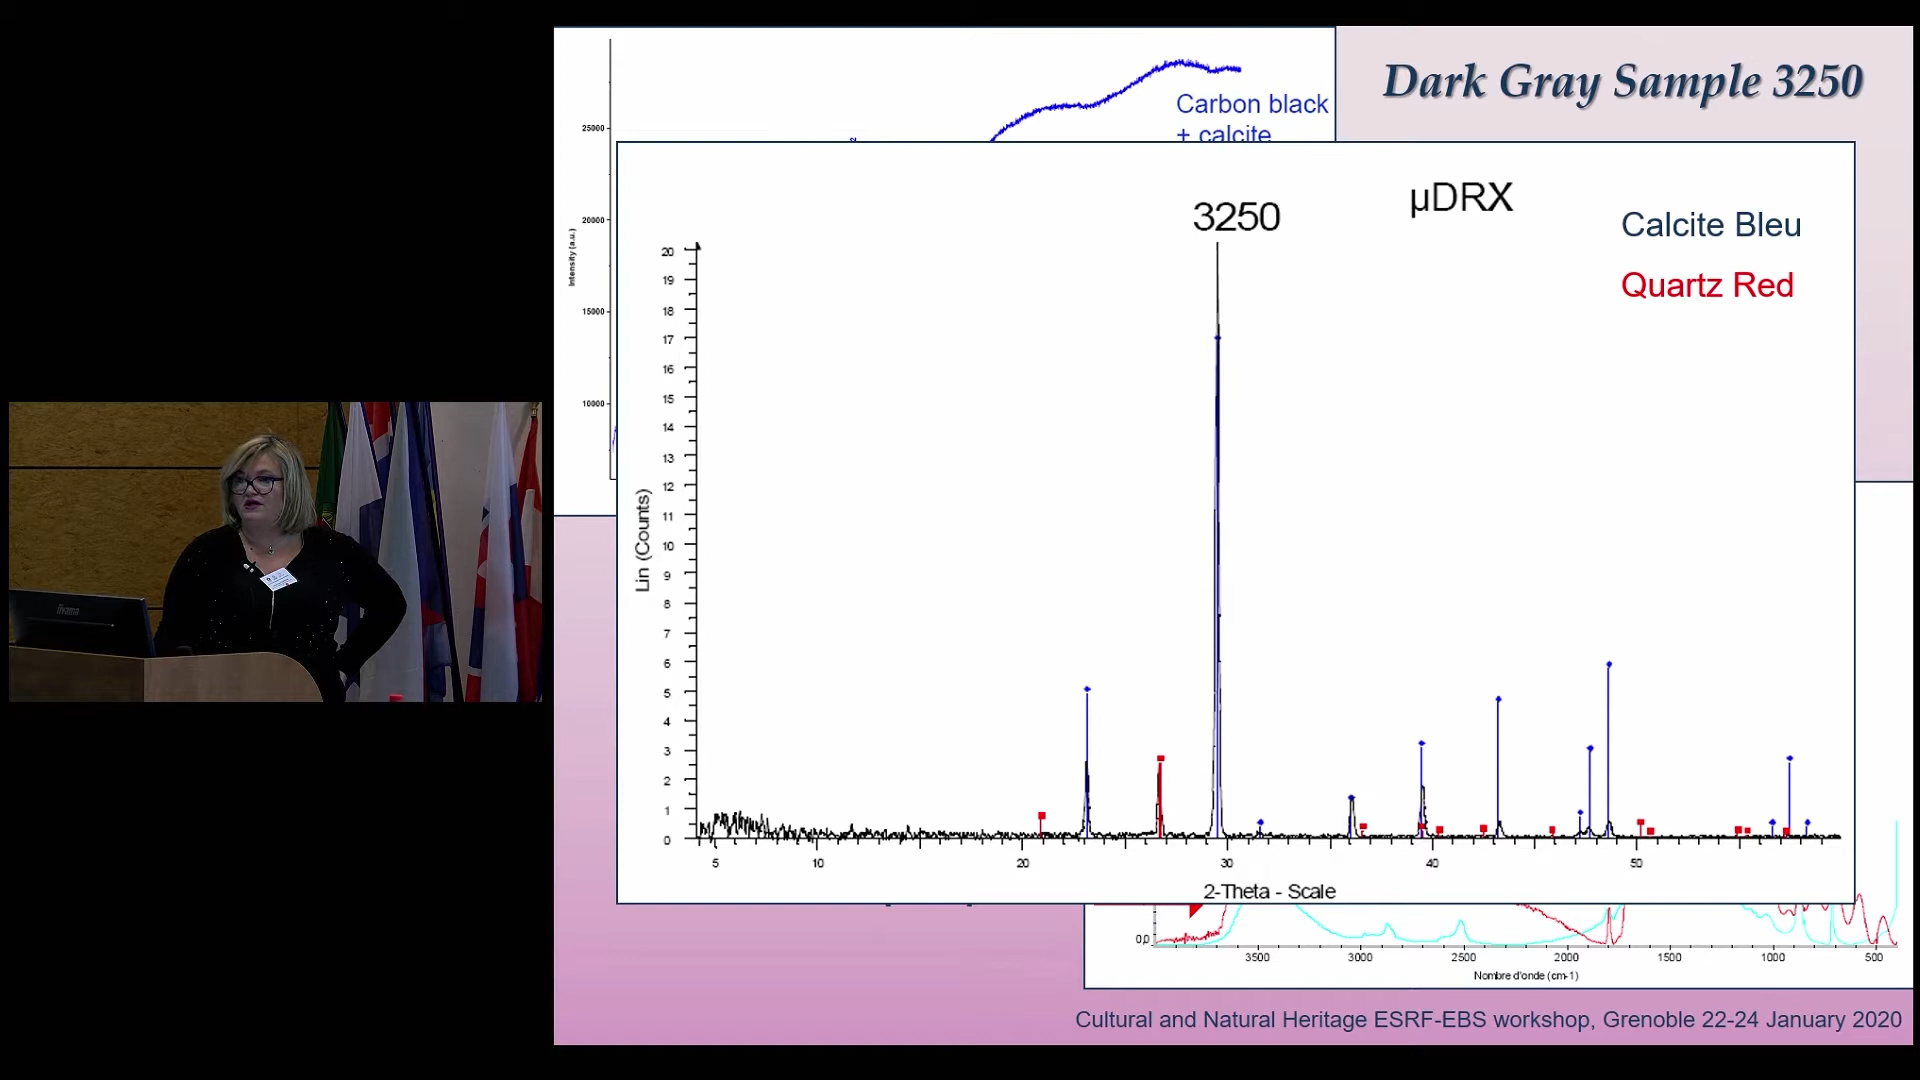 Dark Gray Sample 3250
Carbon black
+ calcite
25000
20000
15000
10000
Intensity (a.u.)
3250
µDRX
Calcite Bleu
Quartz Red
20
19
18
17
16
15
14
13
12
11
10
9
8
7
6
5
4
3
2
1
0
Lin (Counts)
5 10 20 30 40 50
2-Theta - Scale
0,0
3500 3000 2500 2000 1500 1000 500
Nombre d'onde (cm-1)
Cultural and Natural Heritage ESRF-EBS workshop, Grenoble 22-24 January 2020
iiyama